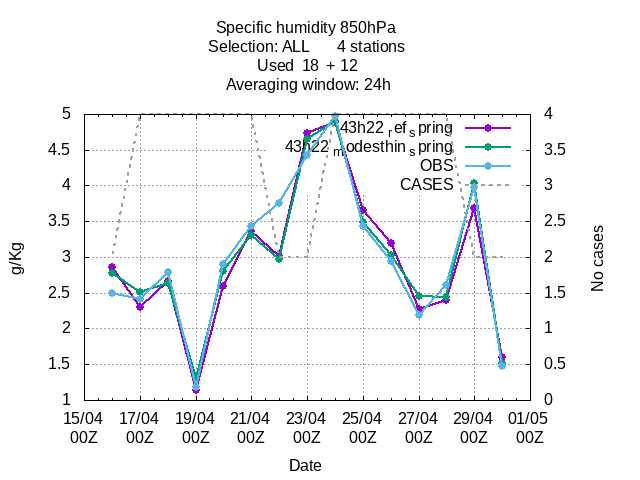 Specific humidity 850hPa
Selection: ALL 4 stations
Used 18 + 12
Averaging window: 24h
5 4
43h22 ref spring
4.5 3.5
43h22 modesthin spring
OBS
4 3
CASES
3.5 2.5
3 2
g/Kg No cases
2.5 1.5
2 1
1.5 0.5
1 0
15/04 17/04 19/04 21/04 23/04 25/04 27/04 29/04 01/05
00Z 00Z 00Z 00Z 00Z 00Z 00Z 00Z 00Z
Date